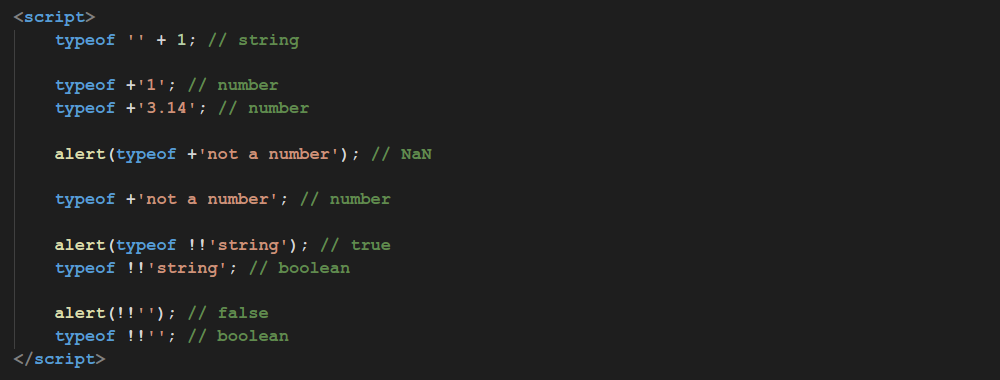 <script>
typeof '' + 1; // string
typeof +'1'; // number
typeof +'3.14'; // number
alert(typeof +'not a number'); // NaN
typeof +'not a number'; // number
alert(typeof !!'string'); // true
typeof !!'string'; // boolean
alert(!!''); // false
typeof !!''; // boolean
</script>